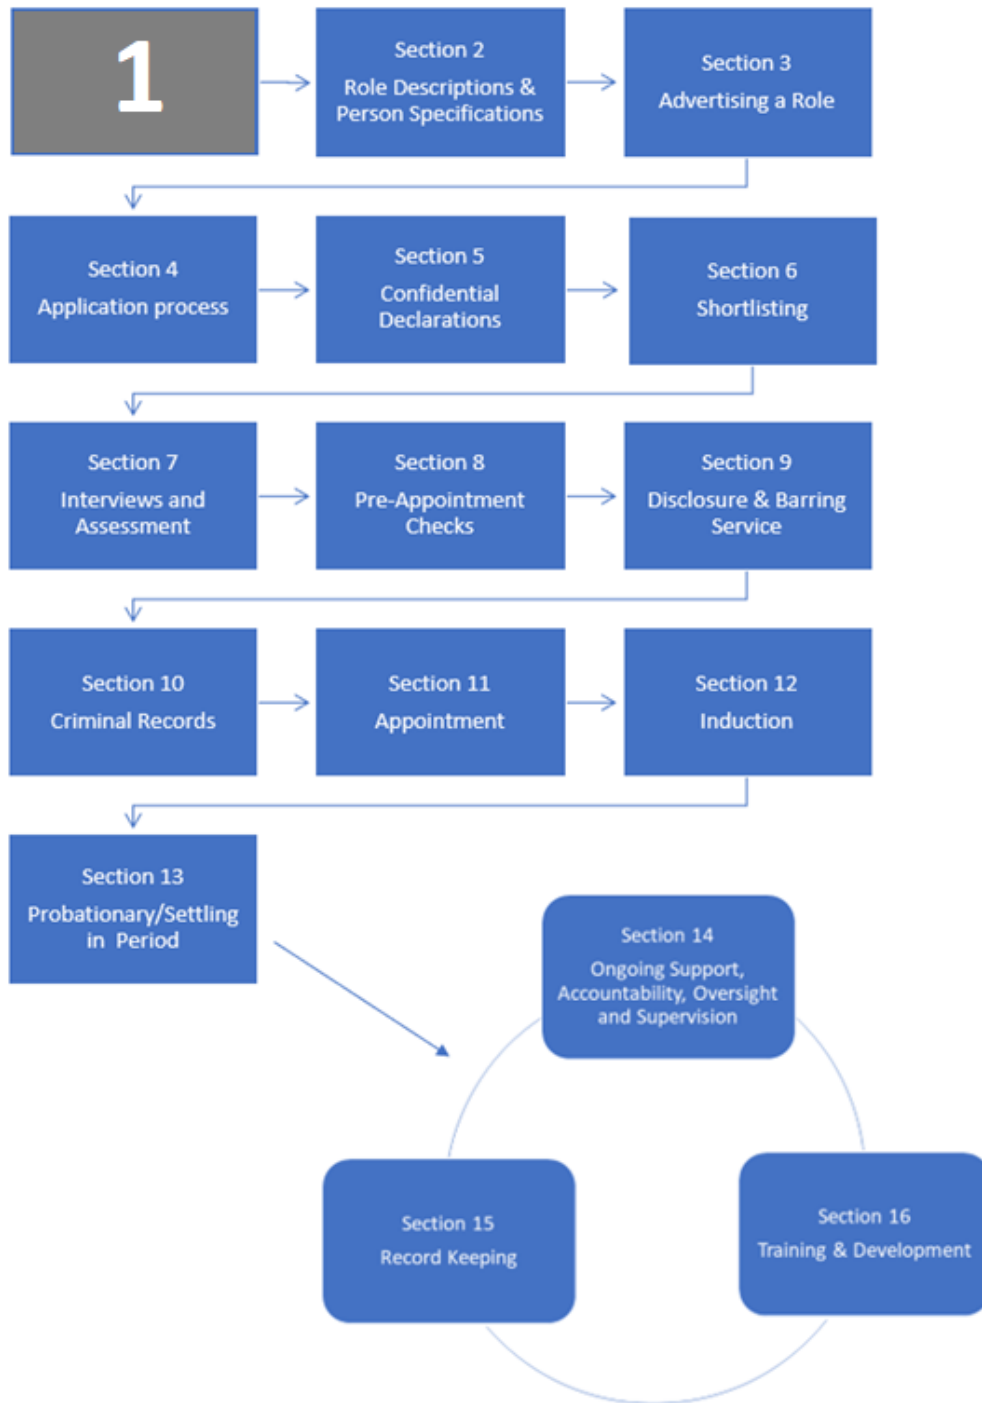 1
Section 2
Role Descriptions &
Person Specifications
Section 3
Advertising a Role
Section 4
Application process
Section 5
Confidential
Declarations
Section 6
Shortlisting
Section 7
Interviews and
Assessment
Section 8
Pre-Appointment
Checks
Section 9
Disclosure & Barring
Service
Section 10
Criminal Records
Section 11
Appointment
Section 12
Induction
Section 13
Probationary/Settling
in Period
Section 14
Ongoing Support,
Accountability, Oversight
and Supervision
Section 15
Record Keeping
Section 16
Training & Development